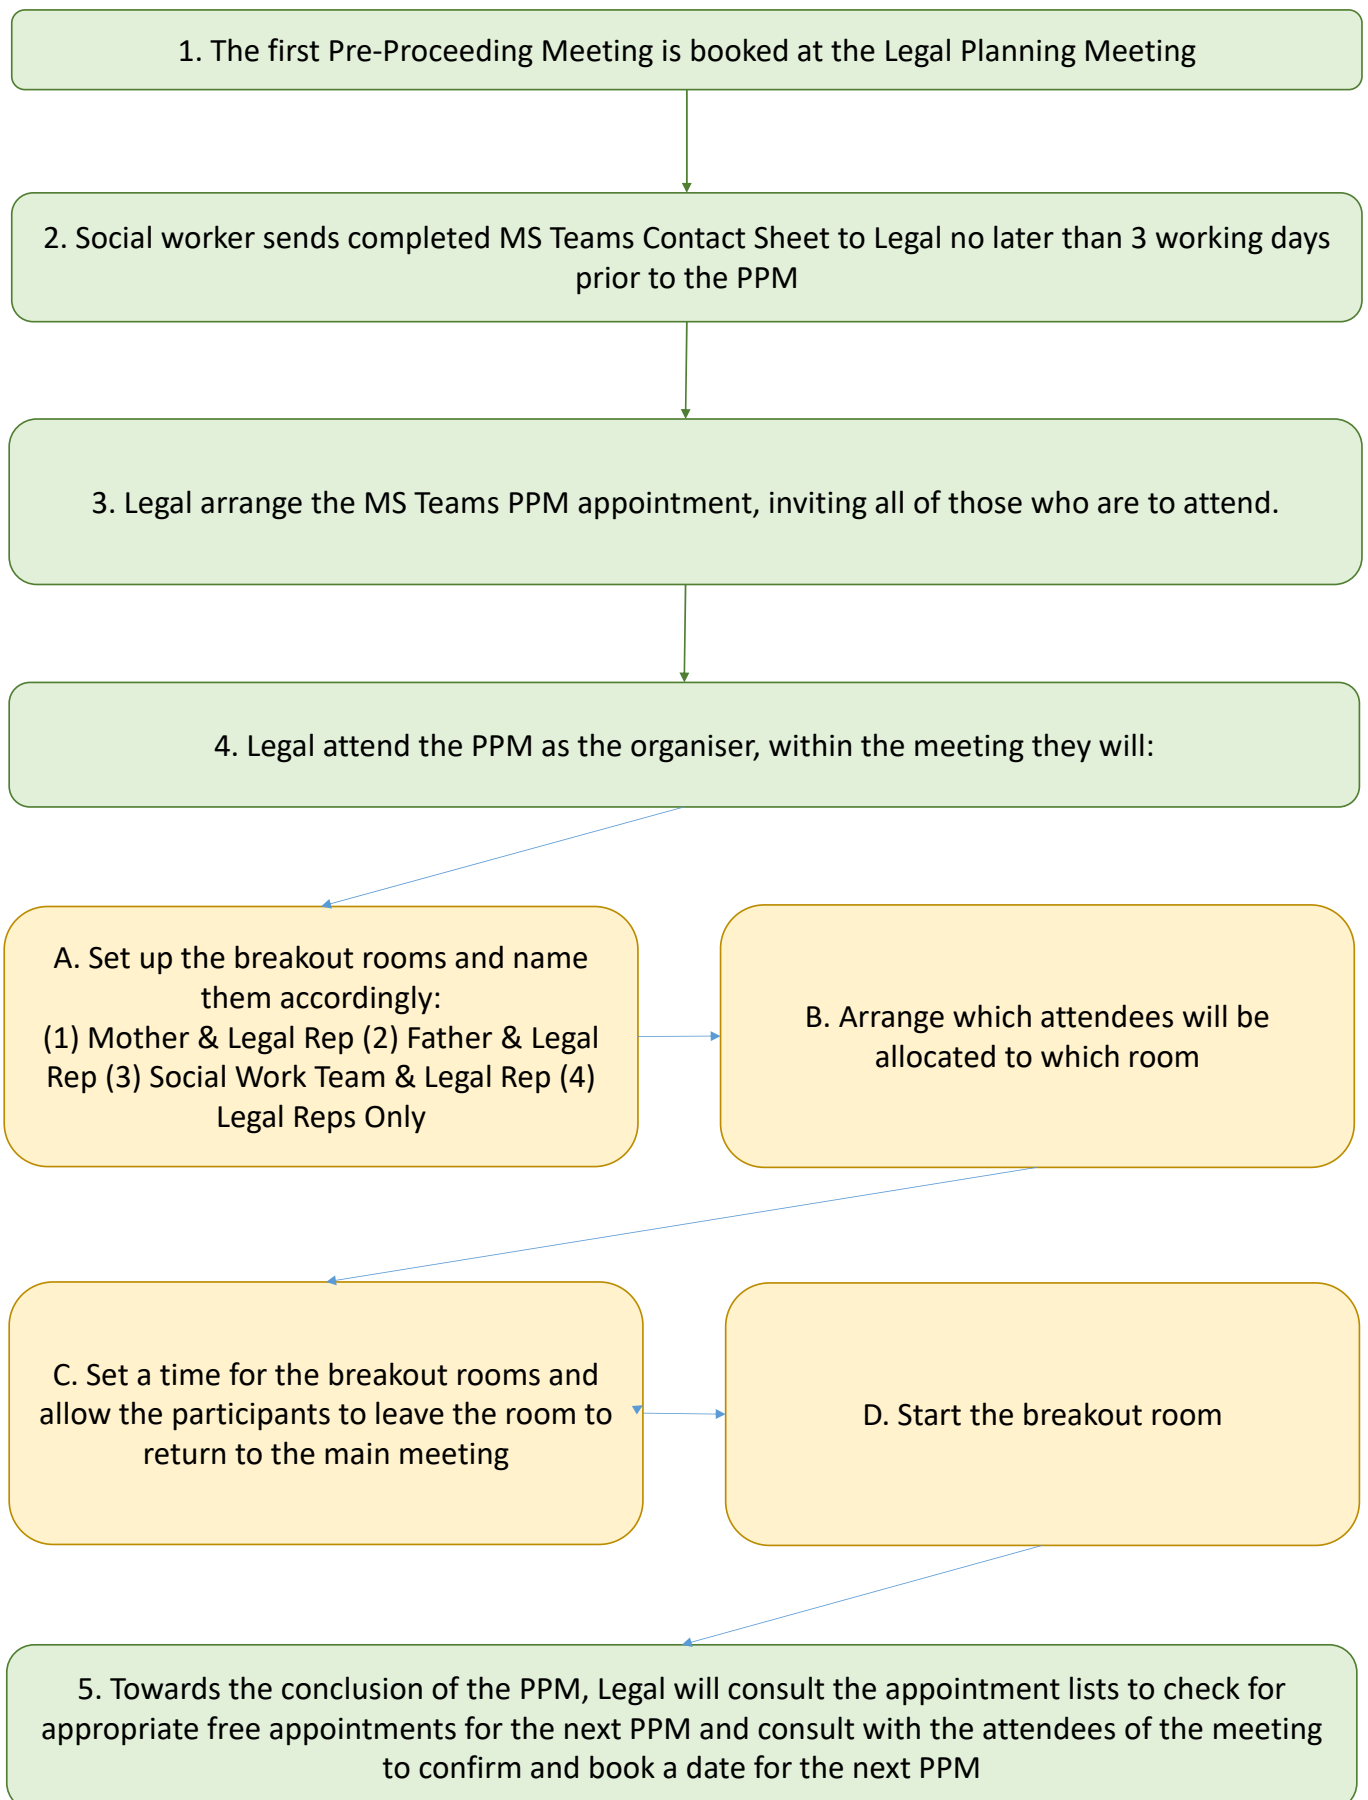 1. The first Pre-Proceeding Meeting is booked at the Legal Planning Meeting
2. Social worker sends completed MS Teams Contact Sheet to Legal no later than 3 working days
prior to the PPM
3. Legal arrange the MS Teams PPM appointment, inviting all of those who are to attend.
4. Legal attend the PPM as the organiser, within the meeting they will:
A. Set up the breakout rooms and name
them accordingly:
(1) Mother & Legal Rep (2) Father & Legal
Rep (3) Social Work Team & Legal Rep (4)
Legal Reps Only
B. Arrange which attendees will be
allocated to which room
C. Set a time for the breakout rooms and
allow the participants to leave the room to
return to the main meeting
D. Start the breakout room
5. Towards the conclusion of the PPM, Legal will consult the appointment lists to check for
appropriate free appointments for the next PPM and consult with the attendees of the meeting
to confirm and book a date for the next PPM